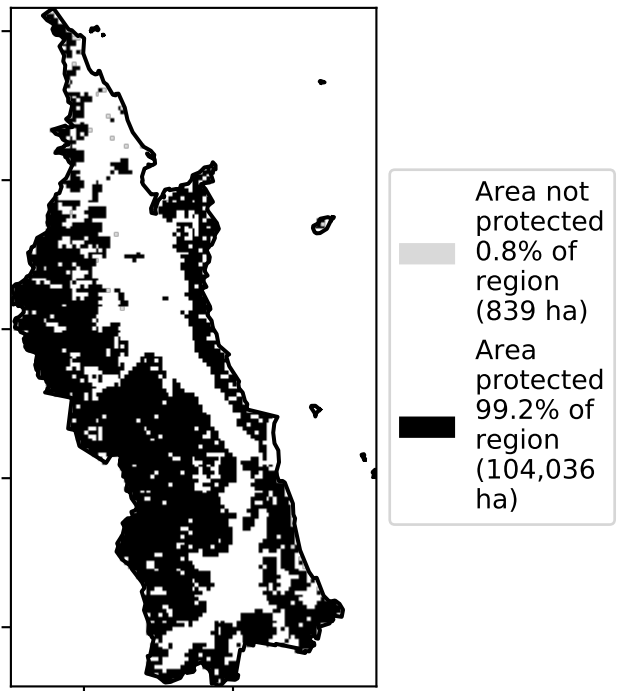 Area not
protected
0.8% of
region
(839 ha)
Area
protected
99.2% of
region
(104,036
ha)